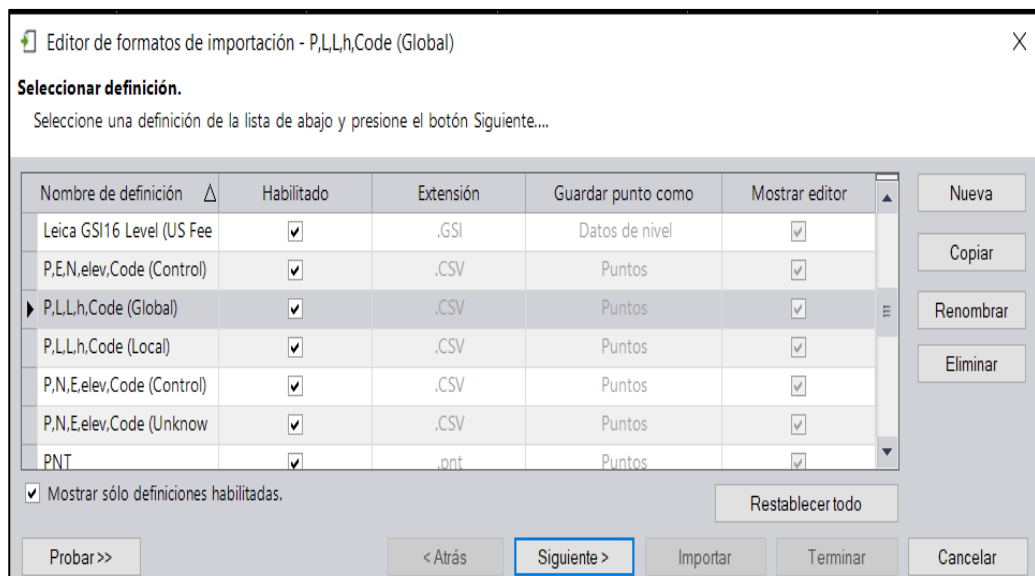 Editor de formatos de importación - P,L,L,h,Code (Global)
Seleccionar definición.
Seleccione una definición de la lista de abajo y presione el botón Siguiente....
Nombre de definición Habilitado Extensión Guardar punto como Mostrar editor
Leica GSI16 Level (US Fee .GSI Datos de nivel
P,E,N,elev,Code (Control) .CSV Puntos
P,L,L,h,Code (Global) .CSV Puntos
P,L,L,h,Code (Local) .CSV Puntos
P,N,E,elev,Code (Control) .CSV Puntos
P,N,E,elev,Code (Unknow .CSV Puntos
PNT .pnt Puntos
Nueva
Copiar
Renombrar
Eliminar
Mostrar sólo definiciones habilitadas.
Restablecer todo
Probar >> < Atrás Siguiente > Importar Terminar Cancelar